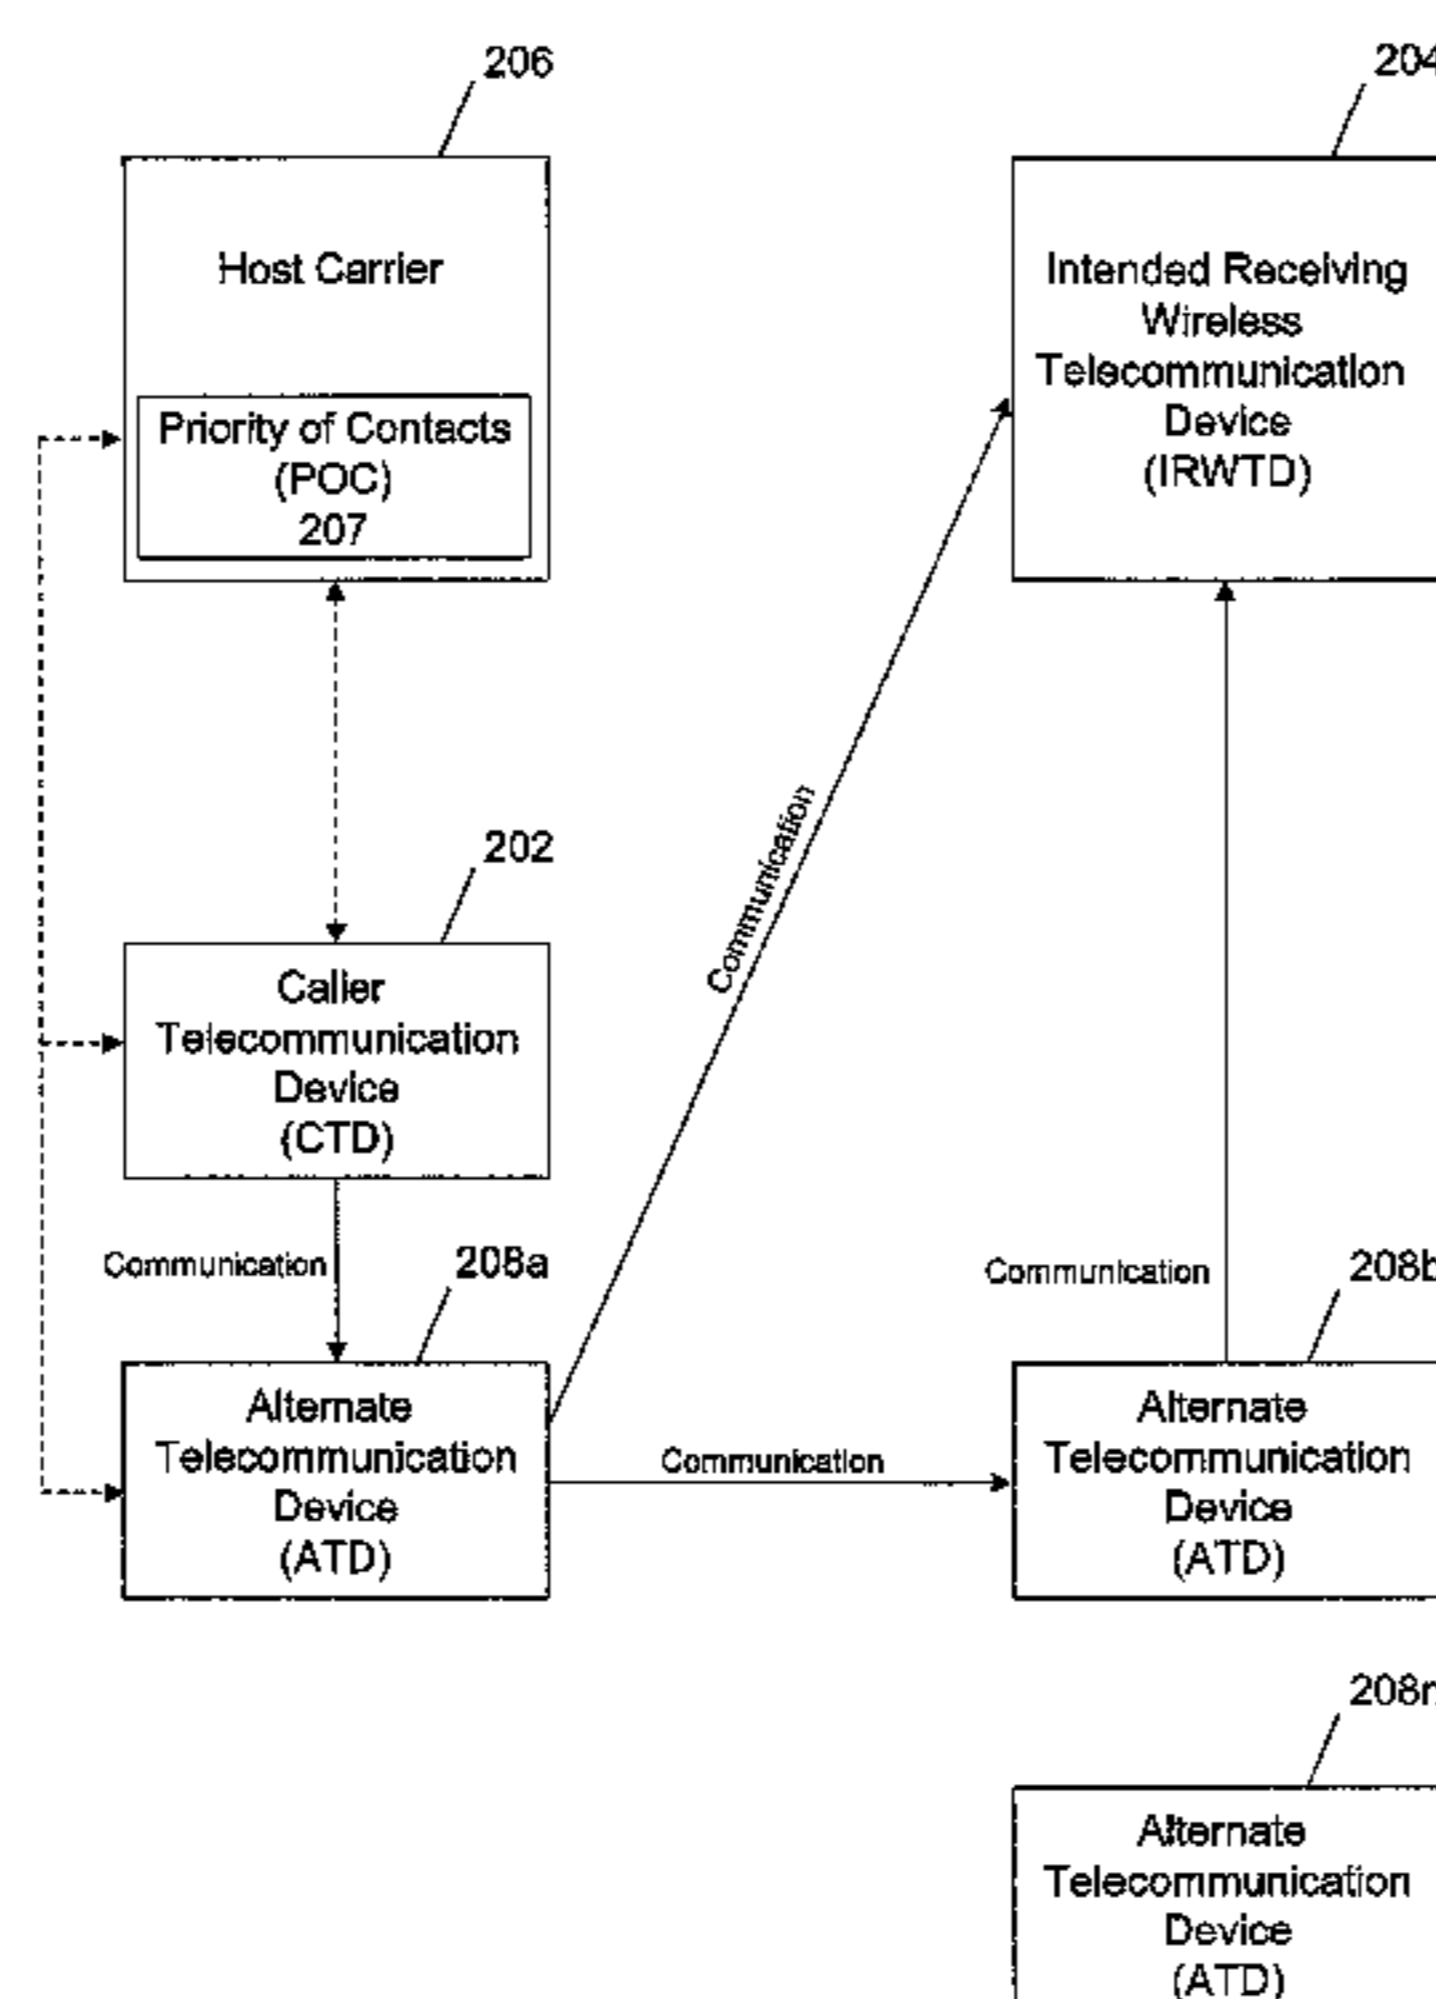 206
204
Host Carrier
Priority of Contacts
(POC)
207
Intended Receiving
Wireless
Telecommunication
Device
(IRWTD)
Communication
202
Caller
Telecommunication
Device
(CTD)
Communication
208a
Communication
208b
Alternate
Telecommunication
Device
(ATD)
Communication
Alternate
Telecommunication
Device
(ATD)
208n
Alternate
Telecommunication
Device
(ATD)